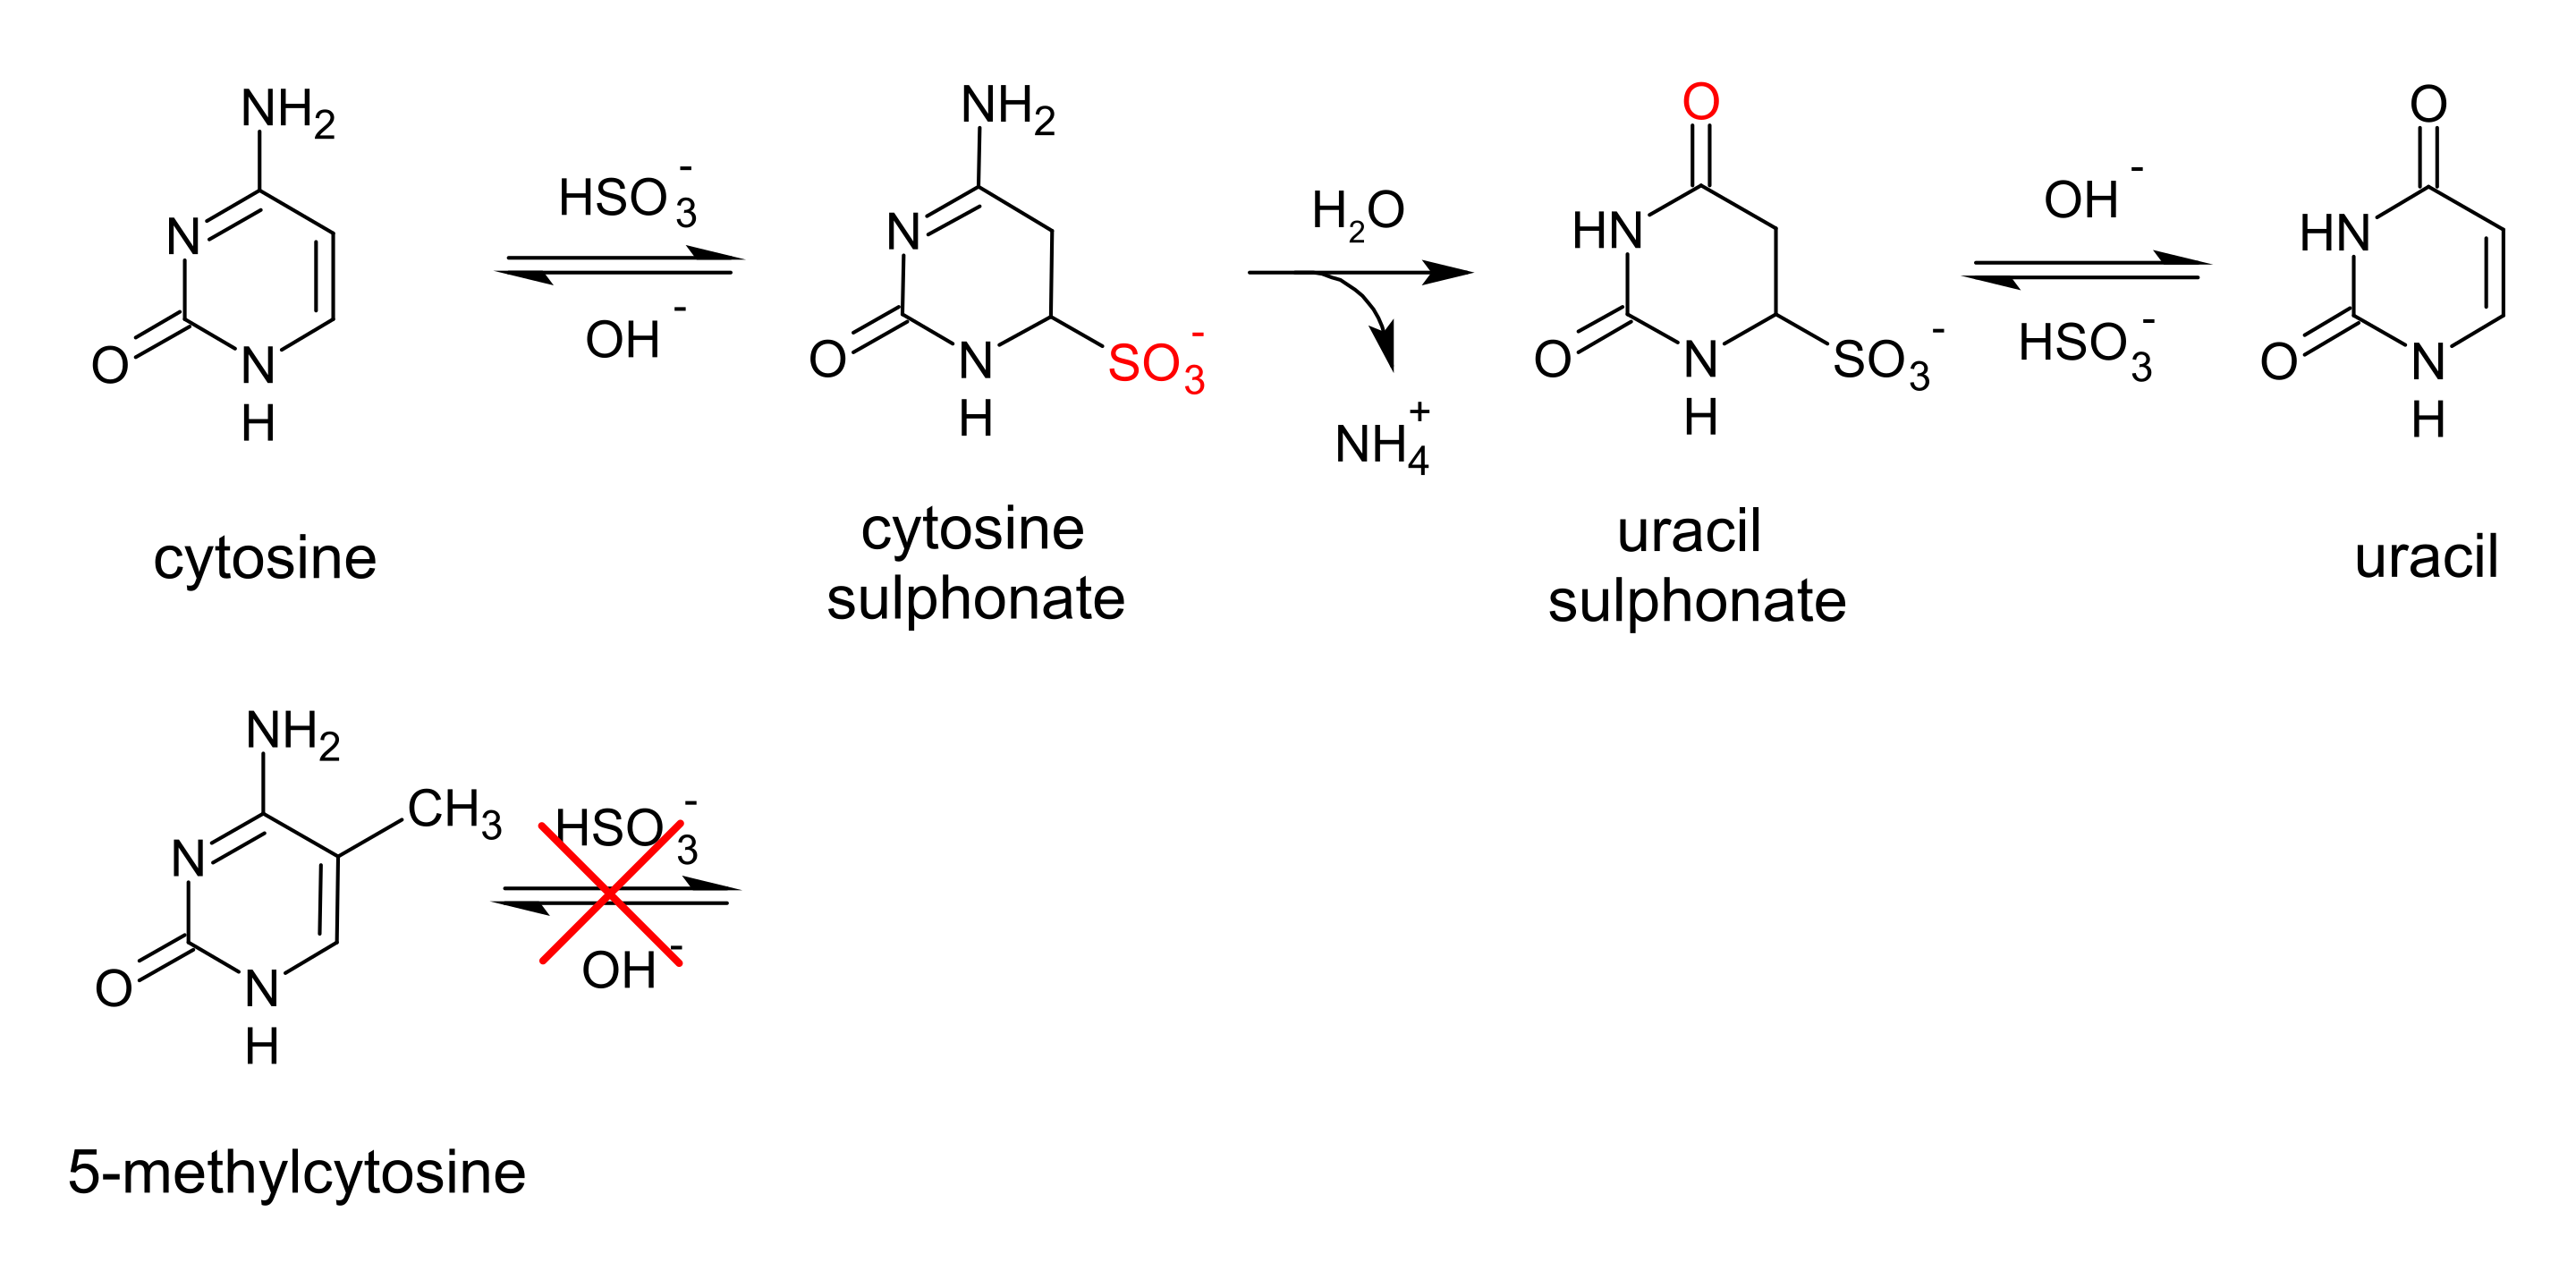 NH2
N
O
N
H
HSO3-
OH-
NH2
N
O
N
H
SO3-
H2O
NH4+
O
HN
O
N
H
SO3-
OH-
HSO3-
O
HN
O
N
H
cytosine
cytosine
sulphonate
uracil
sulphonate
uracil
NH2
CH3
N
O
N
H
HSO3-
OH-
5-methylcytosine